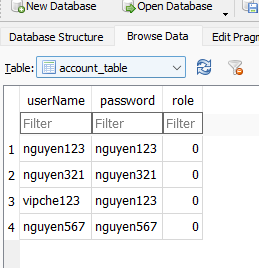 New Database Open Database
Database Structure Browse Data Edit Pragm
Table: account_table
userName password role
Filter Filter Filter
1 nguyen123 nguyen123 0
2 nguyen321 nguyen321 0
3 vipche123 nguyen123 0
4 nguyen567 nguyen567 0